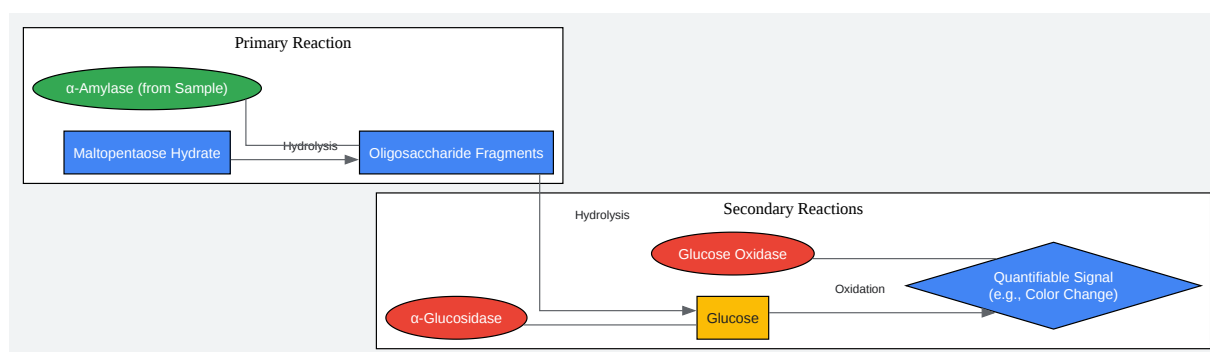 Primary Reaction
α-Amylase (from Sample)
Maltopentaose Hydrate
Hydrolysis
Oligosaccharide Fragments
Hydrolysis
Secondary Reactions
Glucose Oxidase
Quantifiable Signal
(e.g., Color Change)
Oxidation
α-Glucosidase
Glucose